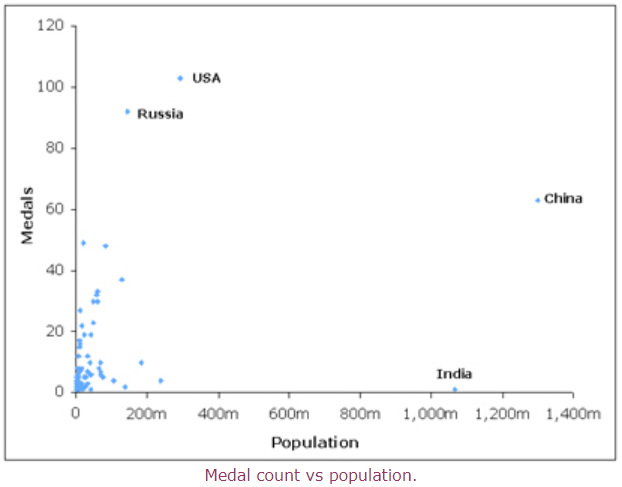 120
100
80
60
40
20
0
Medals
USA
Russia
China
India
0 200m 400m 600m 800m 1,000m 1,200m 1,400m
Population
Medal count vs population.